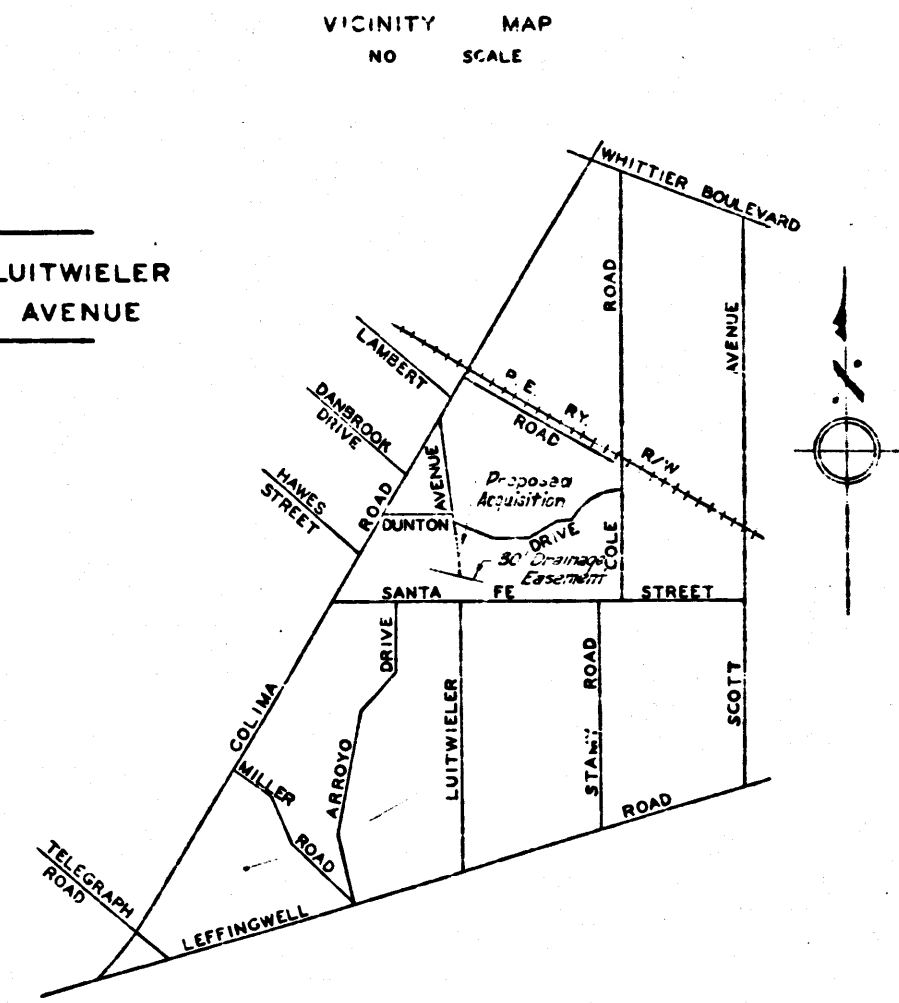 VICINITY MAP
NO SCALE
LUITWIELER
AVENUE
WHITTIER BOULEVARD
ROAD
AVENUE
LAMBERT
P. E. RY. R/W
ROAD
DANBROOK
DRIVE
HAWES
STREET
ROAD
AVENUE
Proposed
Acquisition
DUNTON
DRIVE
COLE
30' Drainage
Easement
SANTA FE STREET
DRIVE
ROAD
LUITWIELER
SCOTT
COLIMA
ARROYO
STAMY
MILLER
ROAD
ROAD
TELEGRAPH
ROAD
LEFFINGWELL